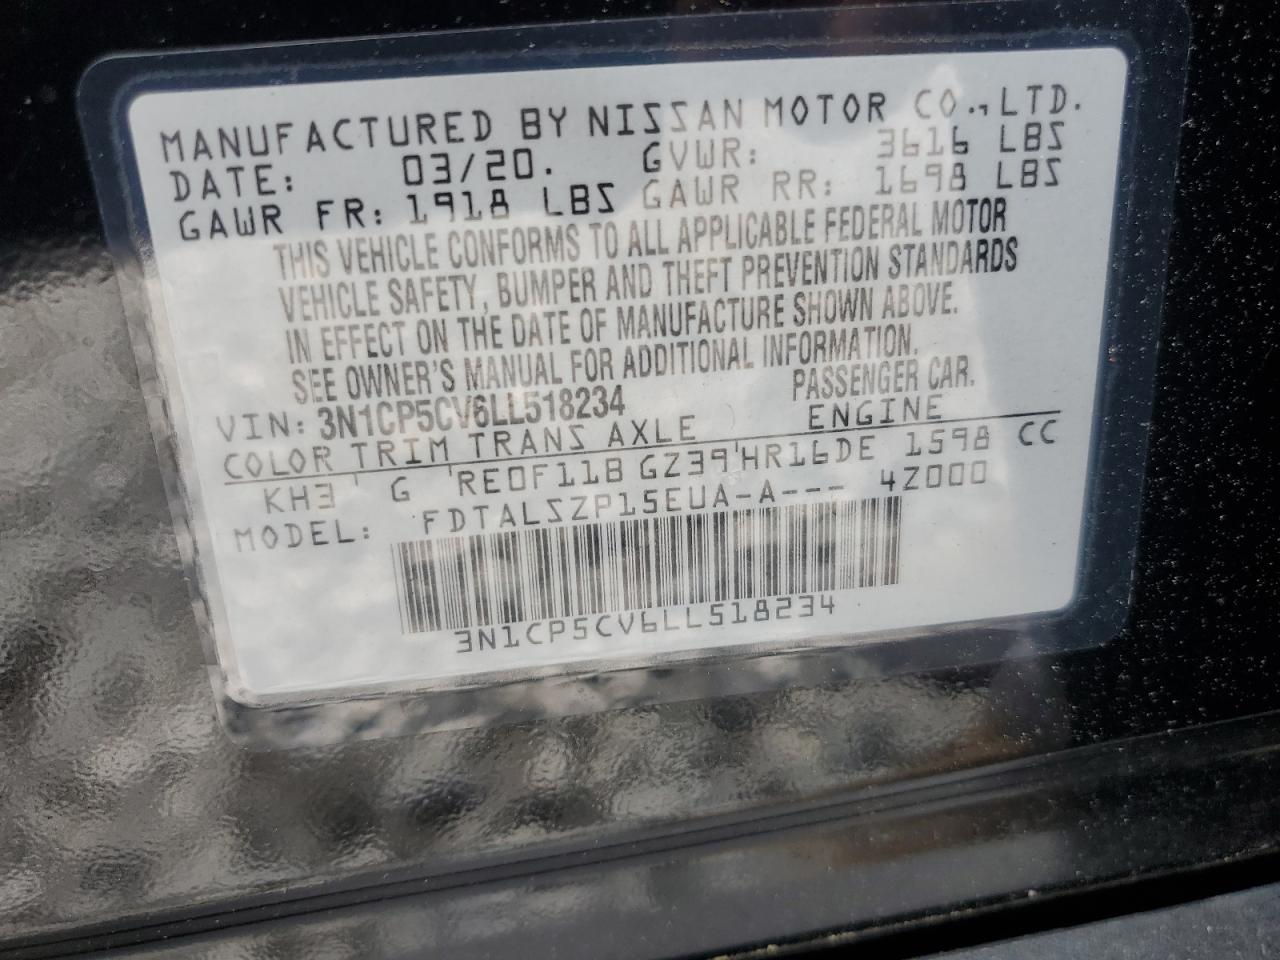 MANUFACTURED BY NISSAN MOTOR CO., LTD.
DATE: 03/20. GVWR: 3616 LBS
GAWR FR: 1918 LBS GAWR RR: 1698 LBS
THIS VEHICLE CONFORMS TO ALL APPLICABLE FEDERAL MOTOR
VEHICLE SAFETY, BUMPER AND THEFT PREVENTION STANDARDS
IN EFFECT ON THE DATE OF MANUFACTURE SHOWN ABOVE.
SEE OWNER'S MANUAL FOR ADDITIONAL INFORMATION.
VIN: 3N1CP5CV6LL518234 PASSENGER CAR.
COLOR TRIM TRANS AXLE ENGINE
KH3 ' G 'RE0F11B GZ39'HR16DE 1598 CC
MODEL: FDTALSZP15EUA-A--- 4Z000
3N1CP5CV6LL518234